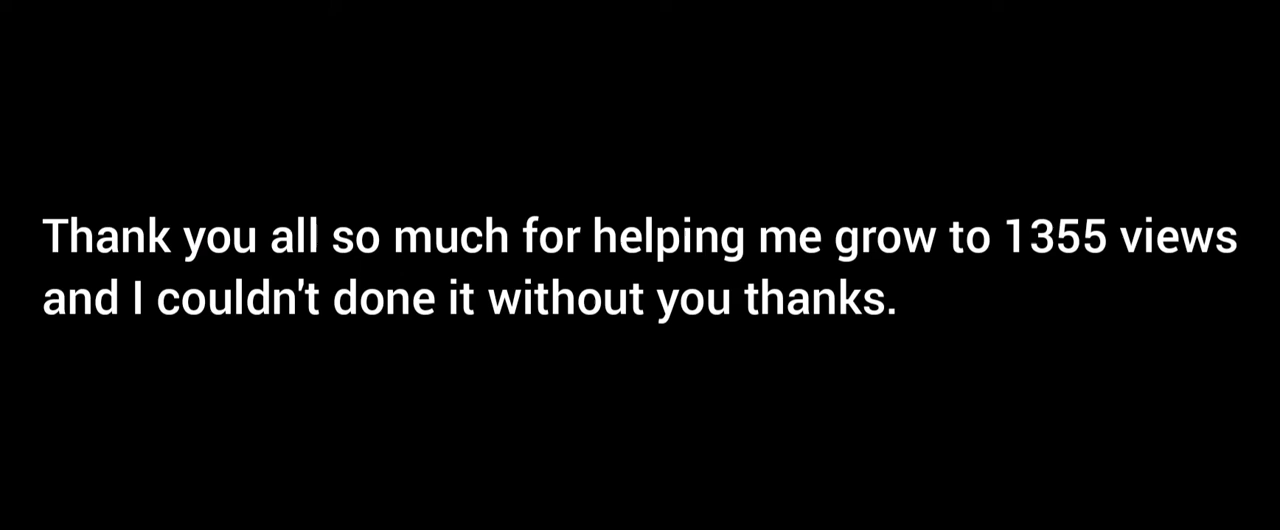 Thank you all so much for helping me grow to 1355 views
and I couldn't done it without you thanks.